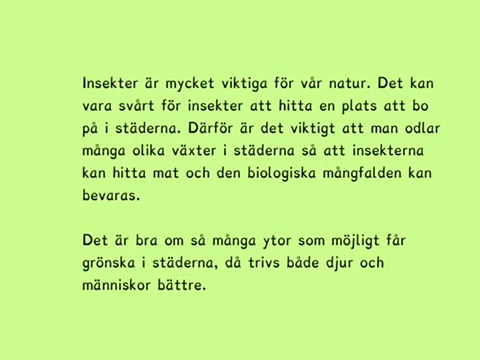 Insekter är mycket viktiga för vår natur. Det kan
vara svårt för insekter att hitta en plats att bo
på i städerna. Därför är det viktigt att man odlar
många olika växter i städerna så att insekterna
kan hitta mat och den biologiska mångfalden kan
bevaras.
Det är bra om så många ytor som möjligt får
grönska i städerna, då trivs både djur och
människor bättre.